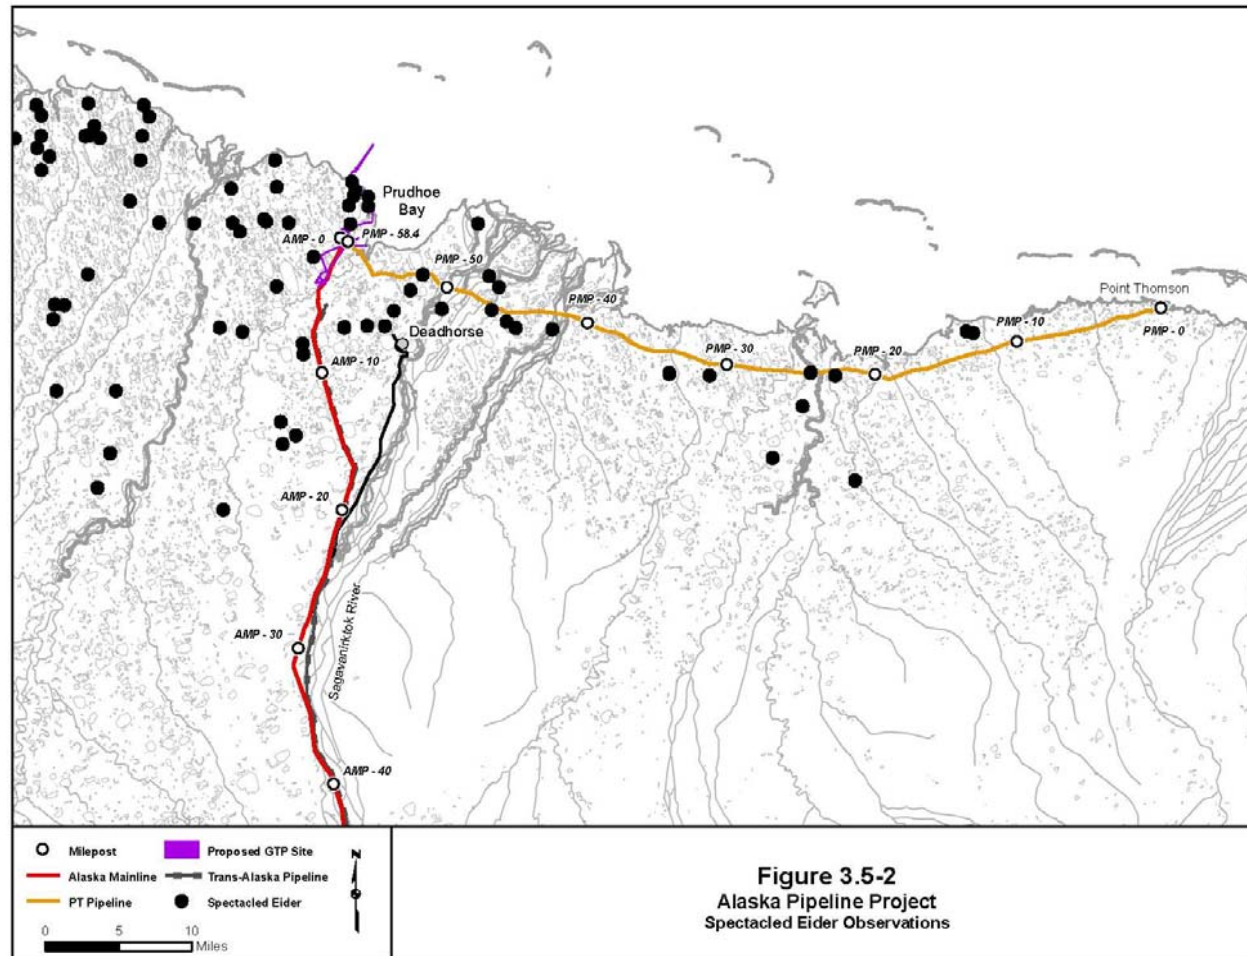 Prudhoe
Bay
AMP - 0
PMP - 58.4
PMP - 50
PMP - 40
Point Thomson
PMP - 10
PMP - 0
Deadhorse
PMP - 30
PMP - 20
AMP - 10
AMP - 20
Sagavanirktok River
AMP - 30
AMP - 40
Milepost
Proposed GTP Site
N
Alaska Mainline
Trans-Alaska Pipeline
PT Pipeline
Spectacled Eider
0 5 10
Miles
Figure 3.5-2
Alaska Pipeline Project
Spectacled Eider Observations